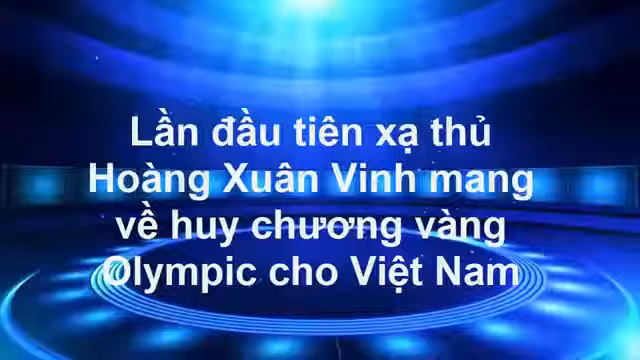 Lần đầu tiên xạ thủ
Hoàng Xuân Vinh mang
về huy chương vàng
Olympic cho Việt Nam